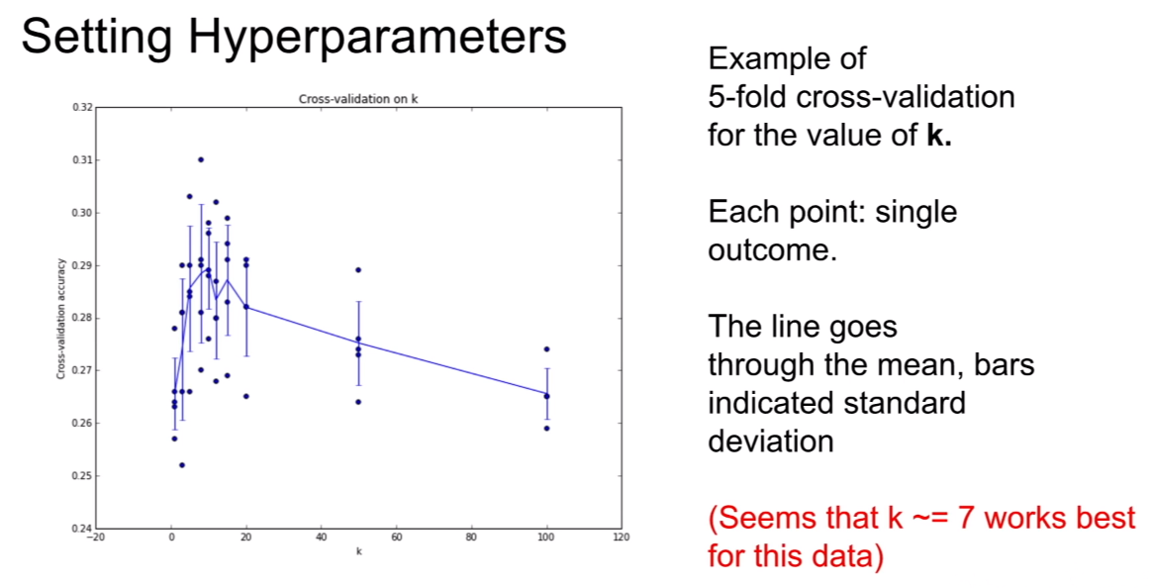 Setting Hyperparameters
Cross-validation on k
0.32
0.31
0.30
0.29
0.28
0.27
0.26
0.25
0.24
Cross-validation accuracy
−20
0
20
40
60
80
100
120
k
Example of
5-fold cross-validation
for the value of k.
Each point: single
outcome.
The line goes
through the mean, bars
indicated standard
deviation
(Seems that k ~= 7 works best
for this data)